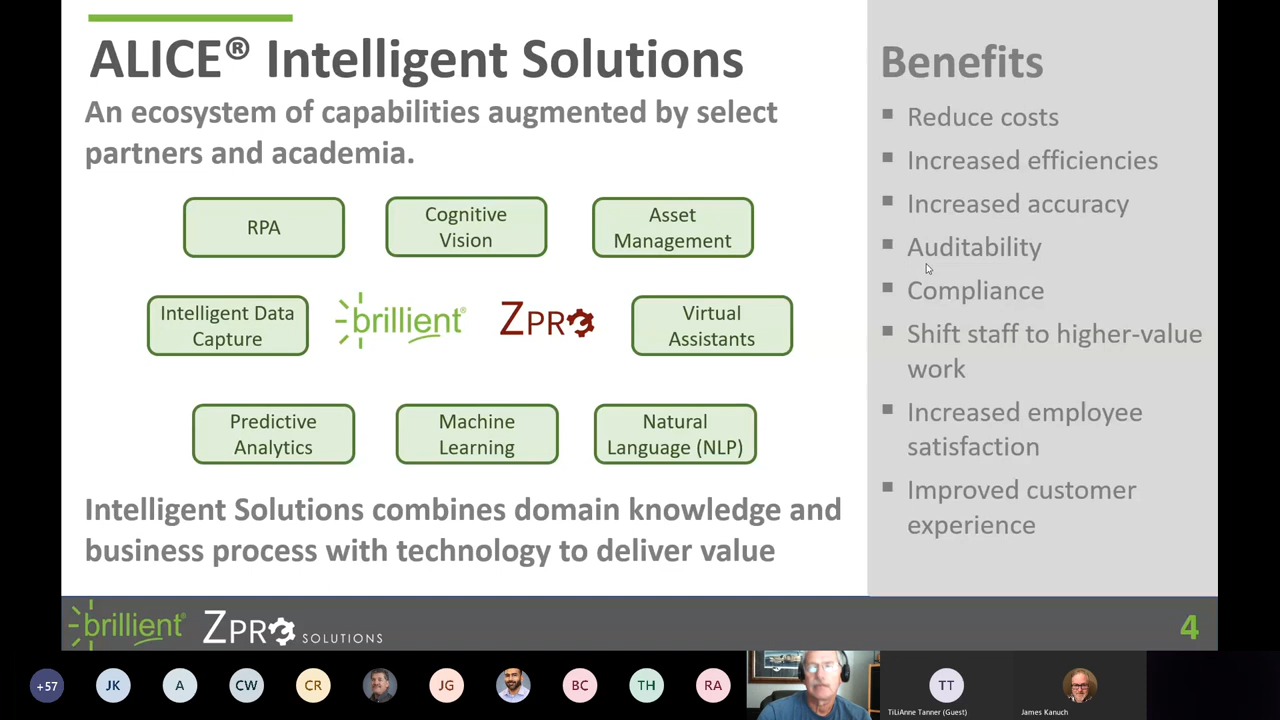 ALICE® Intelligent Solutions
An ecosystem of capabilities augmented by select
partners and academia.
RPA
Cognitive
Vision
Asset
Management
Intelligent Data
Capture
brillient®
ZPRO
Virtual
Assistants
Predictive
Analytics
Machine
Learning
Natural
Language (NLP)
Intelligent Solutions combines domain knowledge and
business process with technology to deliver value
Benefits
▪ Reduce costs
▪ Increased efficiencies
▪ Increased accuracy
▪ Auditability
▪ Compliance
▪ Shift staff to higher-value
work
▪ Increased employee
satisfaction
▪ Improved customer
experience
brillient®
ZPRO SOLUTIONS
4
+57
JK
A
CW
CR
JG
BC
TH
RA
TT
TiLiAnne Tanner (Guest)
James Kanuch